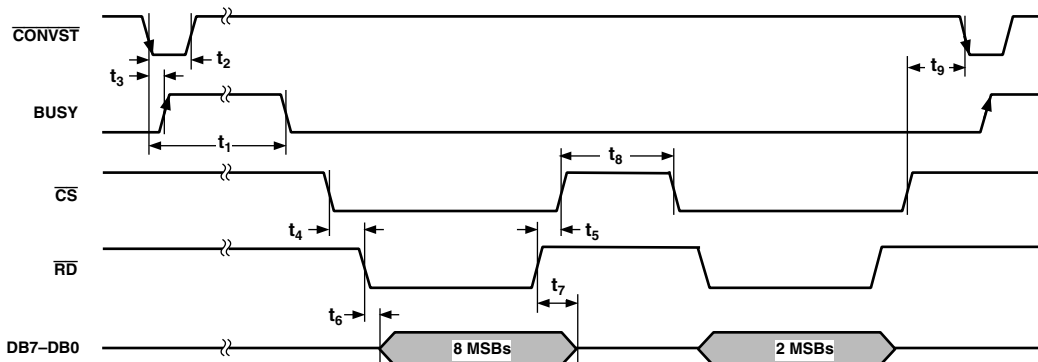 CONVST
t2
t3
t9
BUSY
t1
t8
CS
t4
t5
RD
t7
t6
DB7–DB0
8 MSBs
2 MSBs